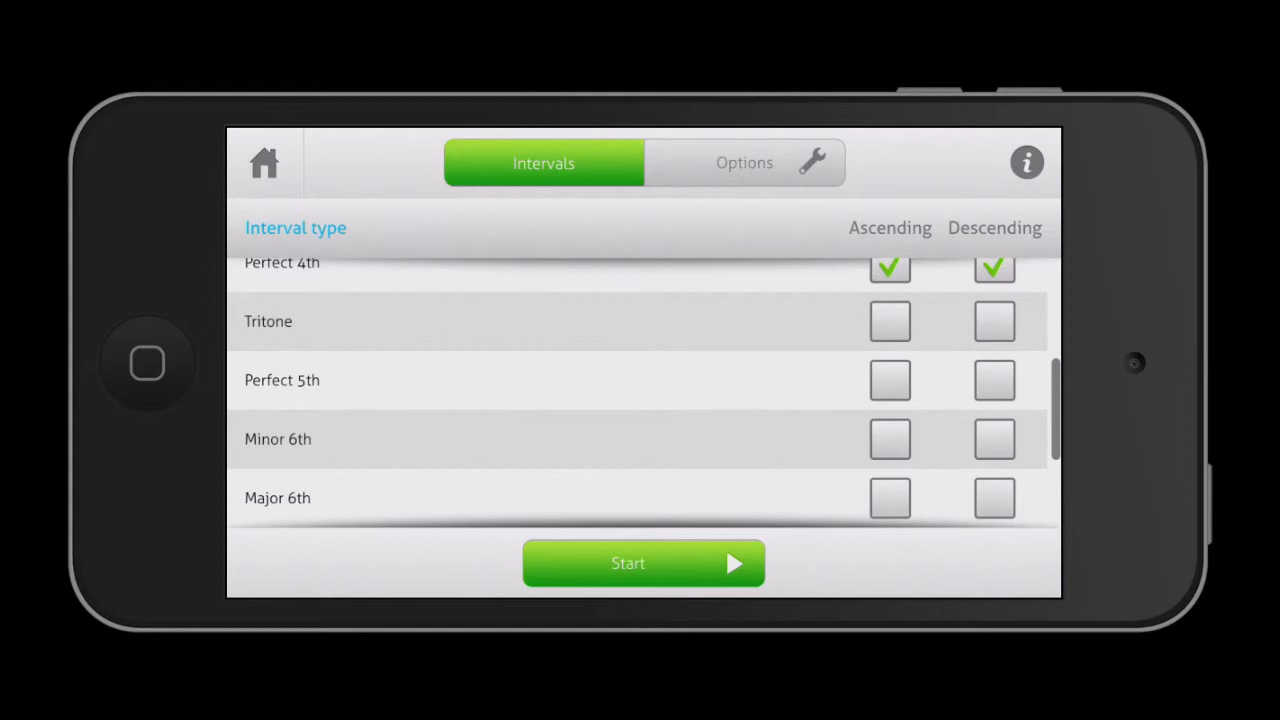 Intervals
Options
Interval type
Ascending Descending
Perfect 4th
Tritone
Perfect 5th
Minor 6th
Major 6th
Start